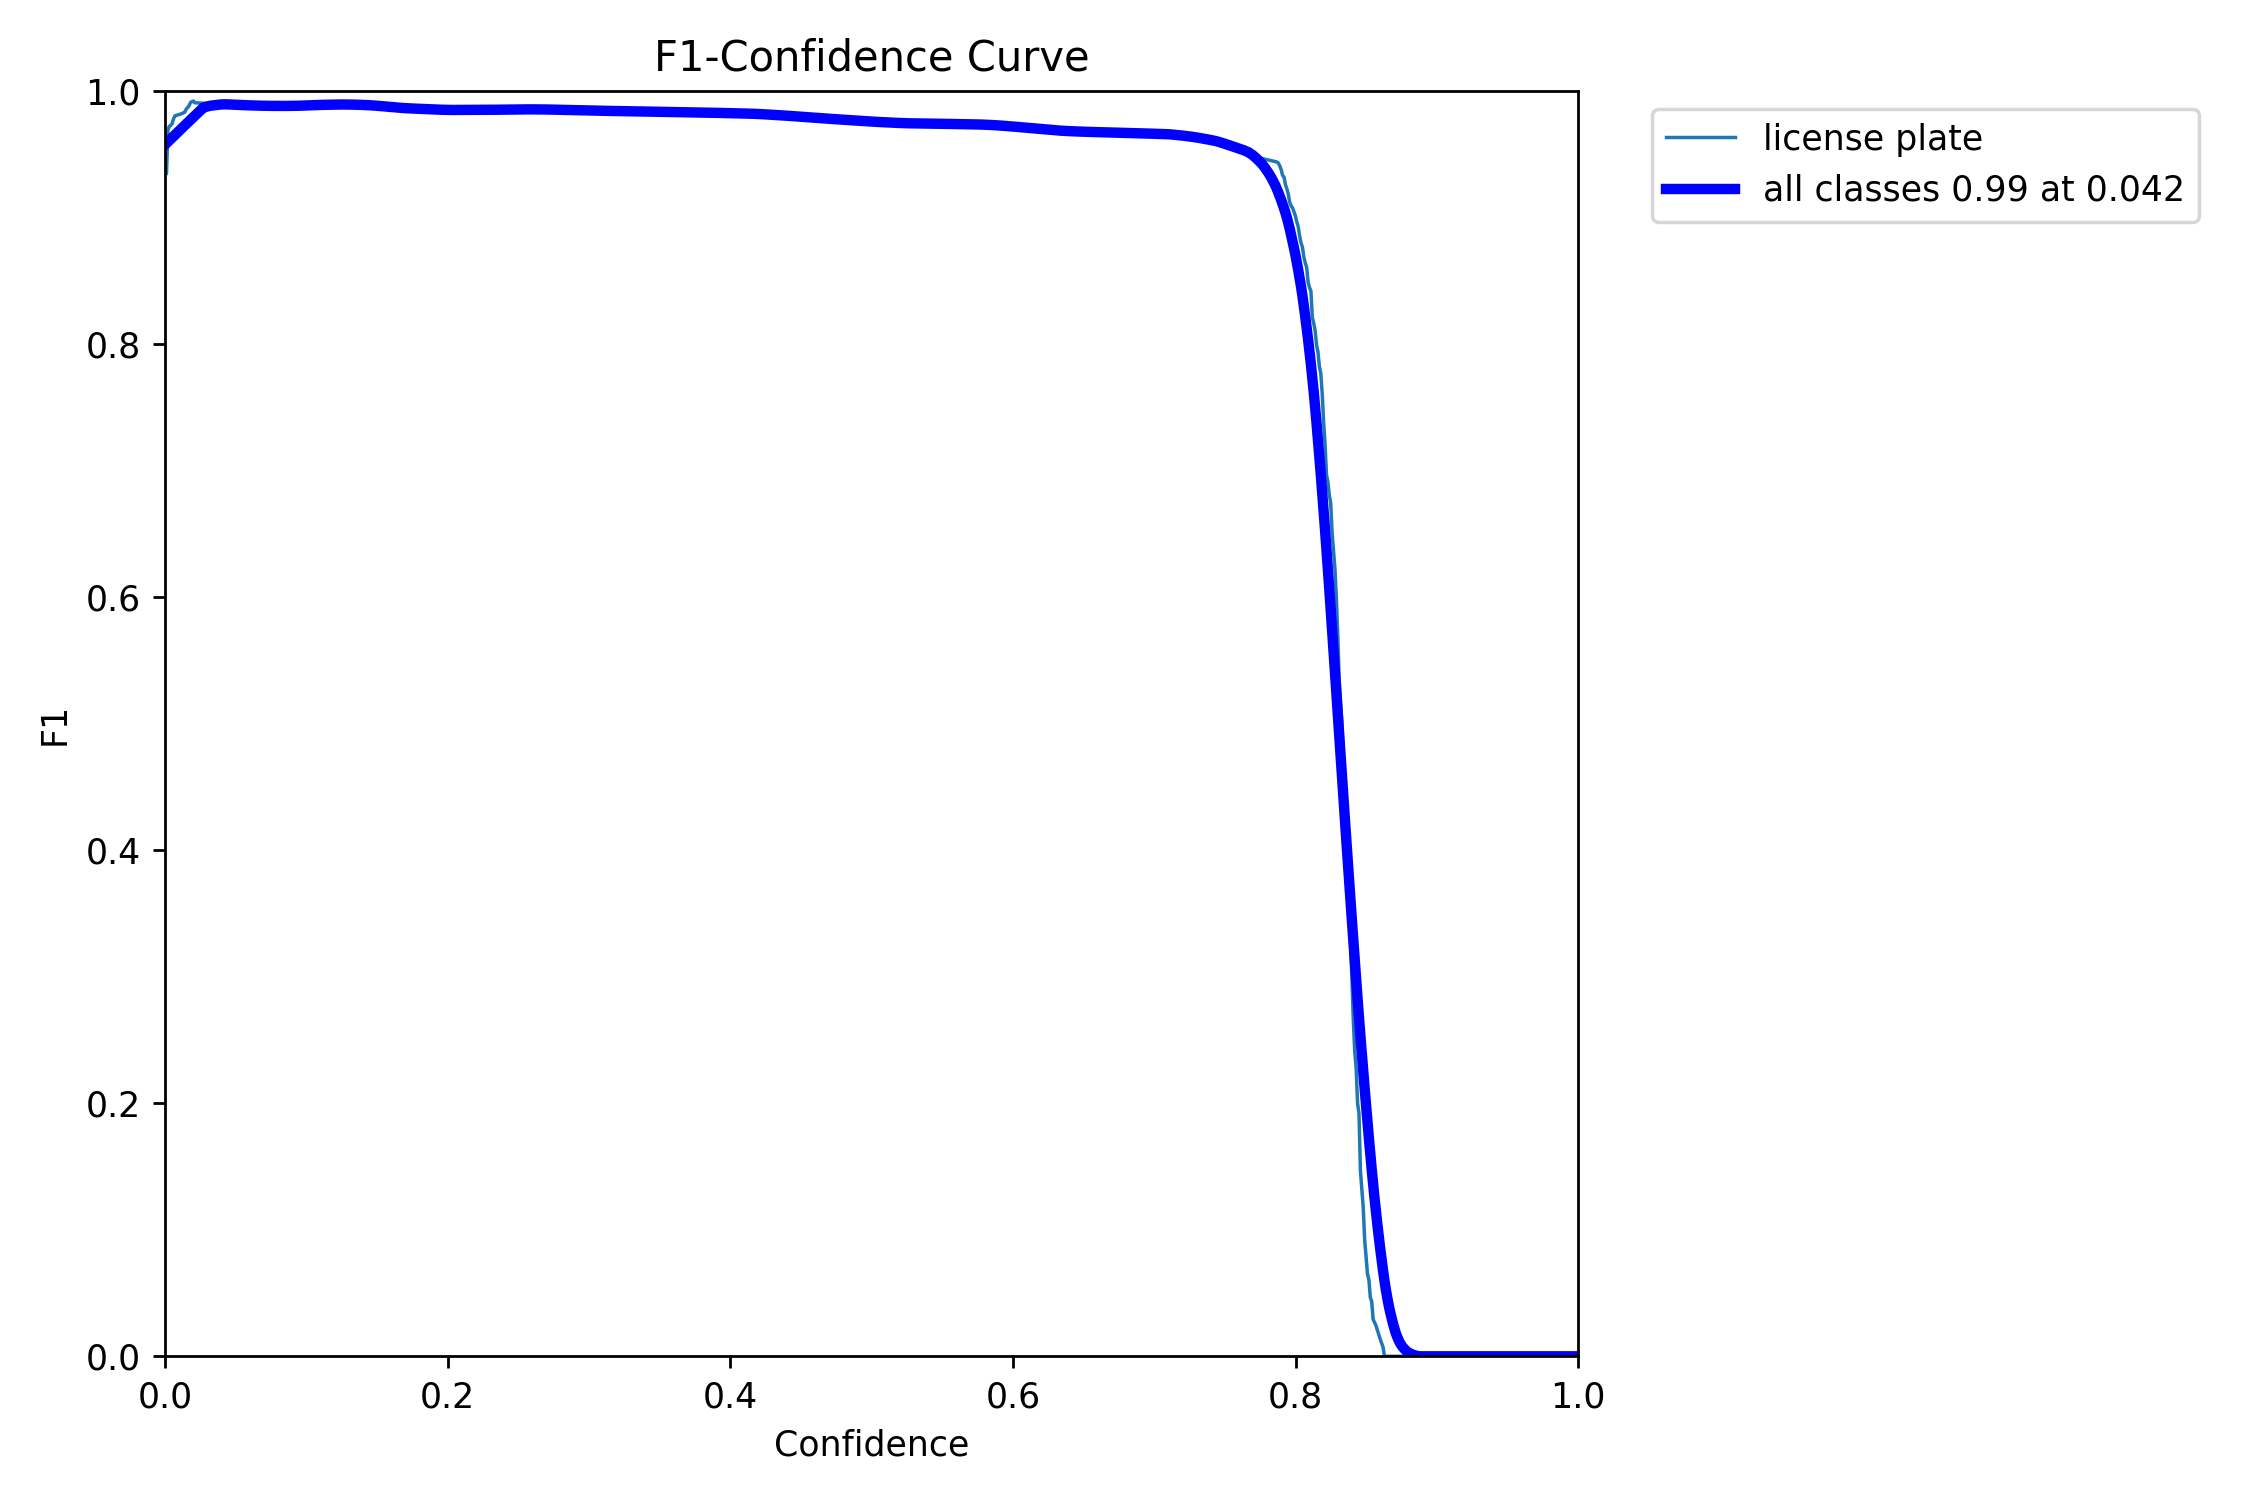 F1-Confidence Curve
1.0
0.8
0.6
0.4
0.2
0.0
F1
0.0 0.2 0.4 0.6 0.8 1.0
Confidence
license plate
all classes 0.99 at 0.042